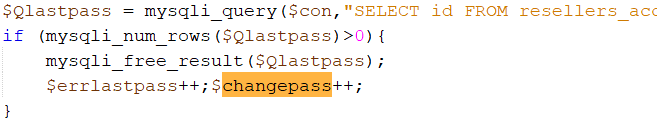 $Qlastpass = mysqli_query($con,"SELECT id FROM resellers_acc
if (mysqli_num_rows($Qlastpass)>0){
mysqli_free_result($Qlastpass);
$errlastpass++;$changepass++;
}